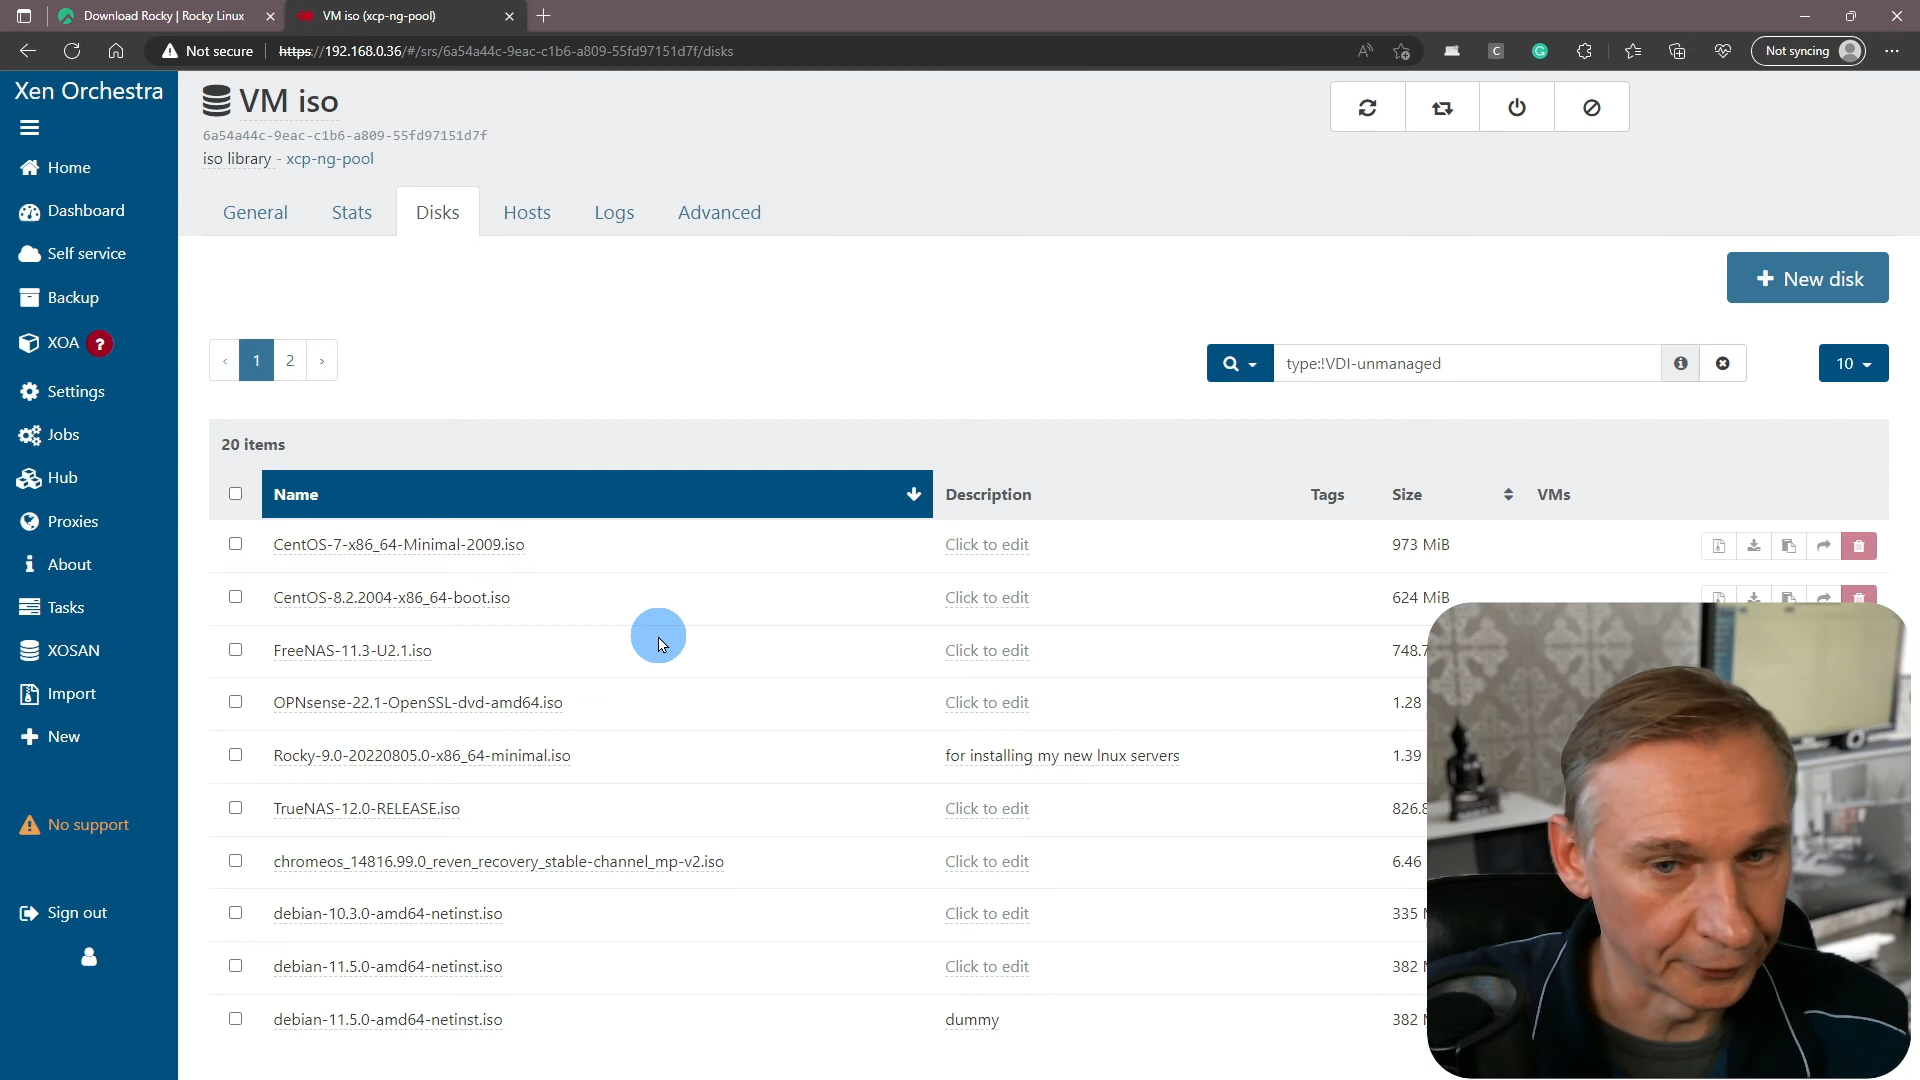 Download Rocky | Rocky Linux
VM iso (xcp-ng-pool)
Not secure
https://192.168.0.36/#/srs/6a54a44c-9eac-c1b6-a809-55fd97151d7f/disks
Not syncing
Xen Orchestra
Home
Dashboard
Self service
Backup
XOA ?
Settings
Jobs
Hub
Proxies
About
Tasks
XOSAN
Import
New
No support
Sign out
VM iso
6a54a44c-9eac-c1b6-a809-55fd97151d7f
iso library - xcp-ng-pool
General Stats Disks Hosts Logs Advanced
New disk
‹ 1 2 ›
type:!VDI-unmanaged
10
20 items
Name Description Tags Size VMs
CentOS-7-x86_64-Minimal-2009.iso Click to edit 973 MiB
CentOS-8.2.2004-x86_64-boot.iso Click to edit 624 MiB
FreeNAS-11.3-U2.1.iso Click to edit 748.7
OPNsense-22.1-OpenSSL-dvd-amd64.iso Click to edit 1.28
Rocky-9.0-20220805.0-x86_64-minimal.iso for installing my new lnux servers 1.39
TrueNAS-12.0-RELEASE.iso Click to edit 826.8
chromeos_14816.99.0_reven_recovery_stable-channel_mp-v2.iso Click to edit 6.46
debian-10.3.0-amd64-netinst.iso Click to edit 335
debian-11.5.0-amd64-netinst.iso Click to edit 382
debian-11.5.0-amd64-netinst.iso dummy 382